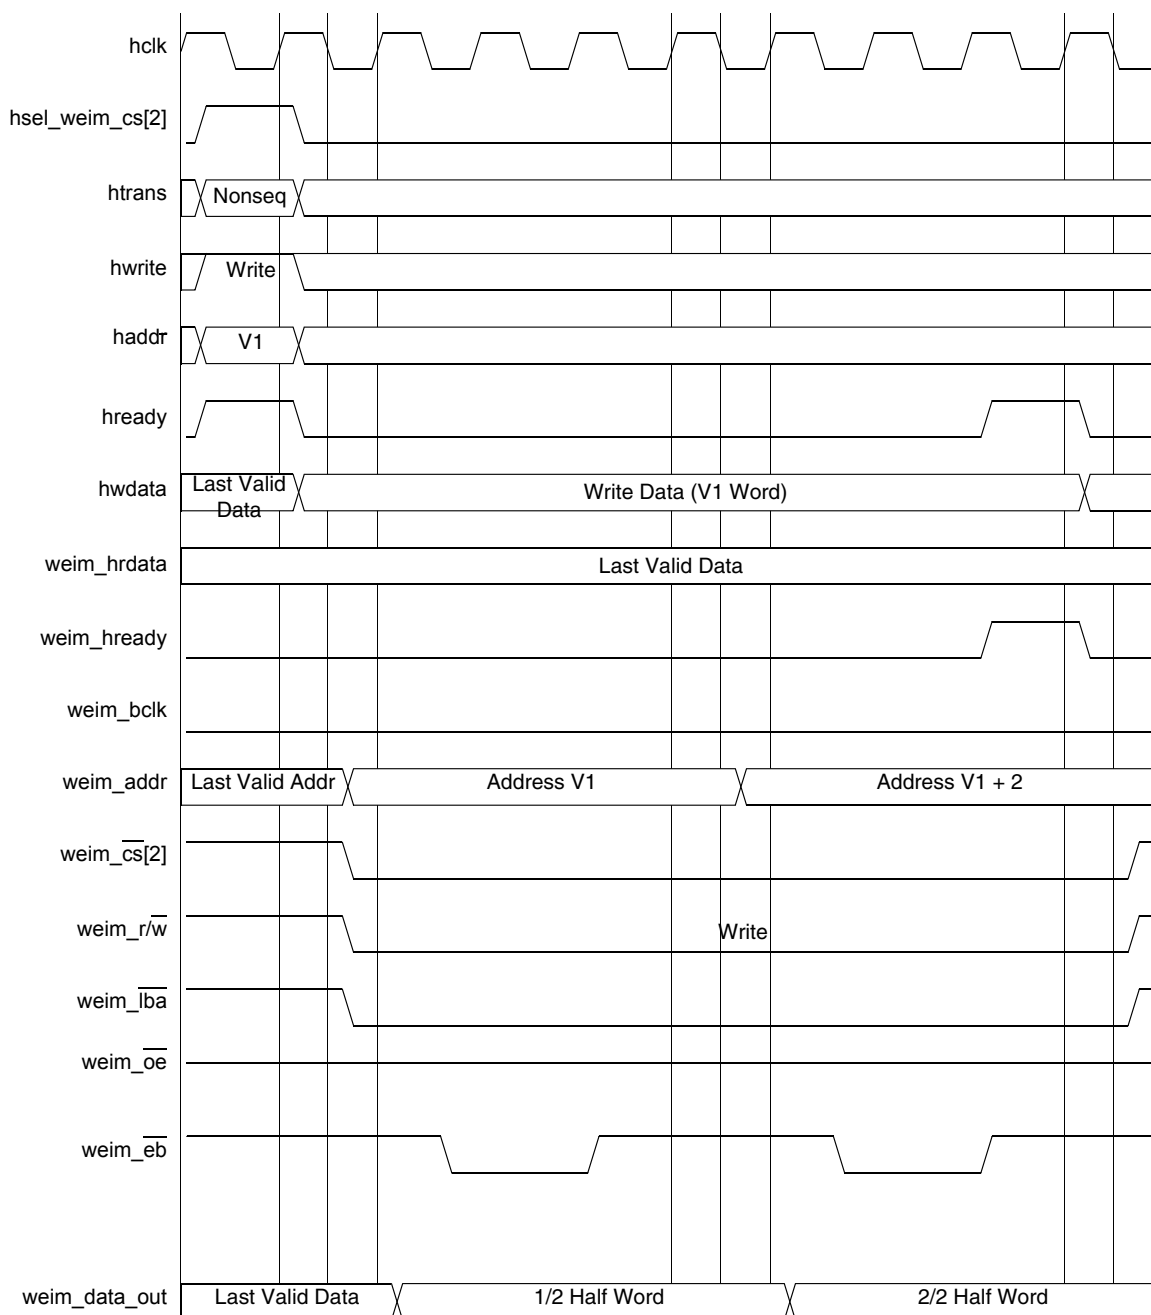 hclk
hsel_weim_cs[2]
htrans Nonseq
hwrite Write
haddr V1
hready
hwdata Last Valid Data Write Data (V1 Word)
weim_hrdata Last Valid Data
weim_hready
weim_bclk
weim_addr Last Valid Addr Address V1 Address V1 + 2
weim_cs[2]
weim_r/w Write
weim_lba
weim_oe
weim_eb
weim_data_out Last Valid Data 1/2 Half Word 2/2 Half Word